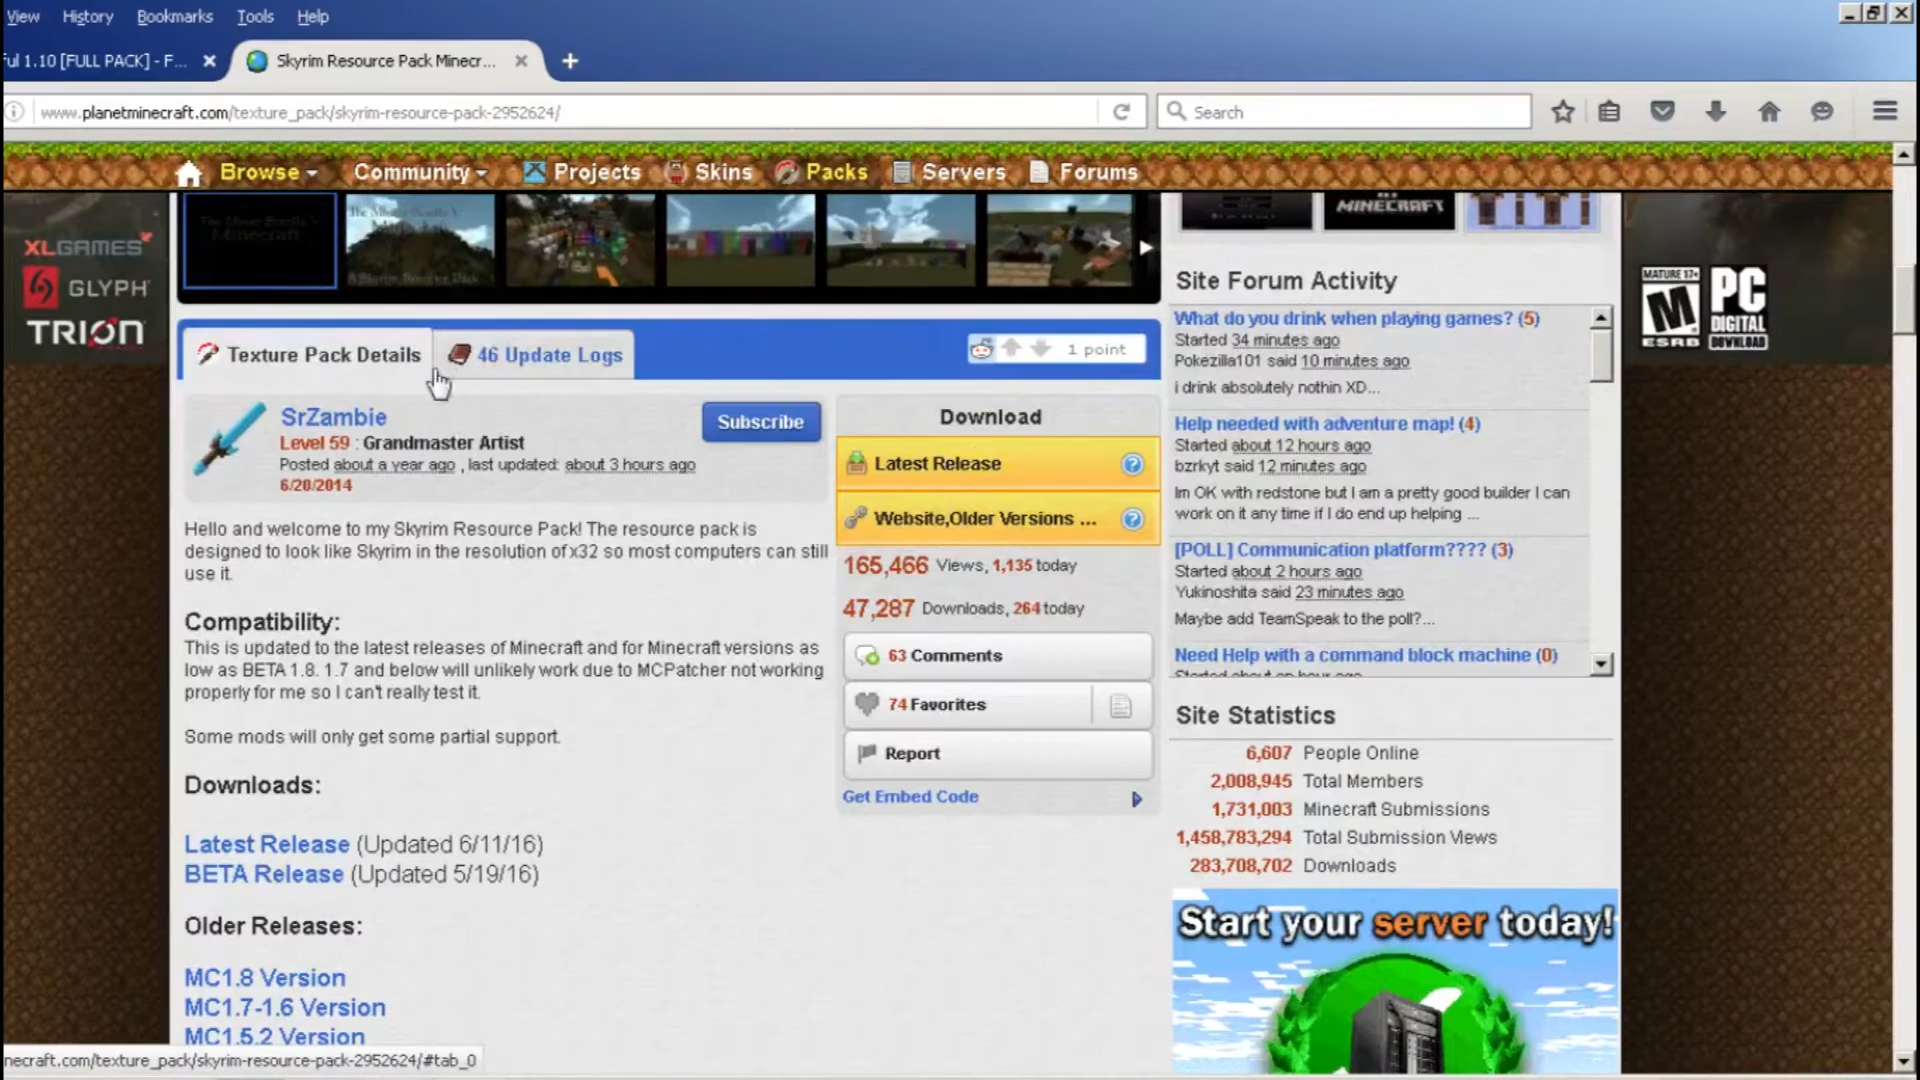 View History Bookmarks Tools Help
ful 1.10 [FULL PACK] - F...
Skyrim Resource Pack Minecr...
www.planetminecraft.com/texture_pack/skyrim-resource-pack-2952624/
Search
Browse Community Projects Skins Packs Servers Forums
XLGAMES
GLYPH
TRION
The Miner Scrolls V
Minecraft
A Skyrim Resource Pack
MINECRAFT
MATURE 17+
M
ESRB
PC
DIGITAL
DOWNLOAD
Texture Pack Details
46 Update Logs
1 point
SrZambie
Level 59 : Grandmaster Artist
Posted about a year ago , last updated: about 3 hours ago
6/20/2014
Subscribe
Hello and welcome to my Skyrim Resource Pack! The resource pack is
designed to look like Skyrim in the resolution of x32 so most computers can still
use it.
Compatibility:
This is updated to the latest releases of Minecraft and for Minecraft versions as
low as BETA 1.8. 1.7 and below will unlikely work due to MCPatcher not working
properly for me so I can't really test it.
Some mods will only get some partial support.
Downloads:
Latest Release (Updated 6/11/16)
BETA Release (Updated 5/19/16)
Older Releases:
MC1.8 Version
MC1.7-1.6 Version
MC1.5.2 Version
Download
Latest Release
Website,Older Versions ...
165,466 Views, 1,135 today
47,287 Downloads, 264 today
63 Comments
74 Favorites
Report
Get Embed Code
Site Forum Activity
What do you drink when playing games? (5)
Started 34 minutes ago
Pokezilla101 said 10 minutes ago
i drink absolutely nothin XD...
Help needed with adventure map! (4)
Started about 12 hours ago
bzrkyt said 12 minutes ago
Im OK with redstone but I am a pretty good builder I can
work on it any time if I do end up helping ...
[POLL] Communication platform???? (3)
Started about 2 hours ago
Yukinoshita said 23 minutes ago
Maybe add TeamSpeak to the poll?...
Need Help with a command block machine (0)
Started about an hour ago
Site Statistics
6,607 People Online
2,008,945 Total Members
1,731,003 Minecraft Submissions
1,458,783,294 Total Submission Views
283,708,702 Downloads
Start your server today!
necraft.com/texture_pack/skyrim-resource-pack-2952624/#tab_0